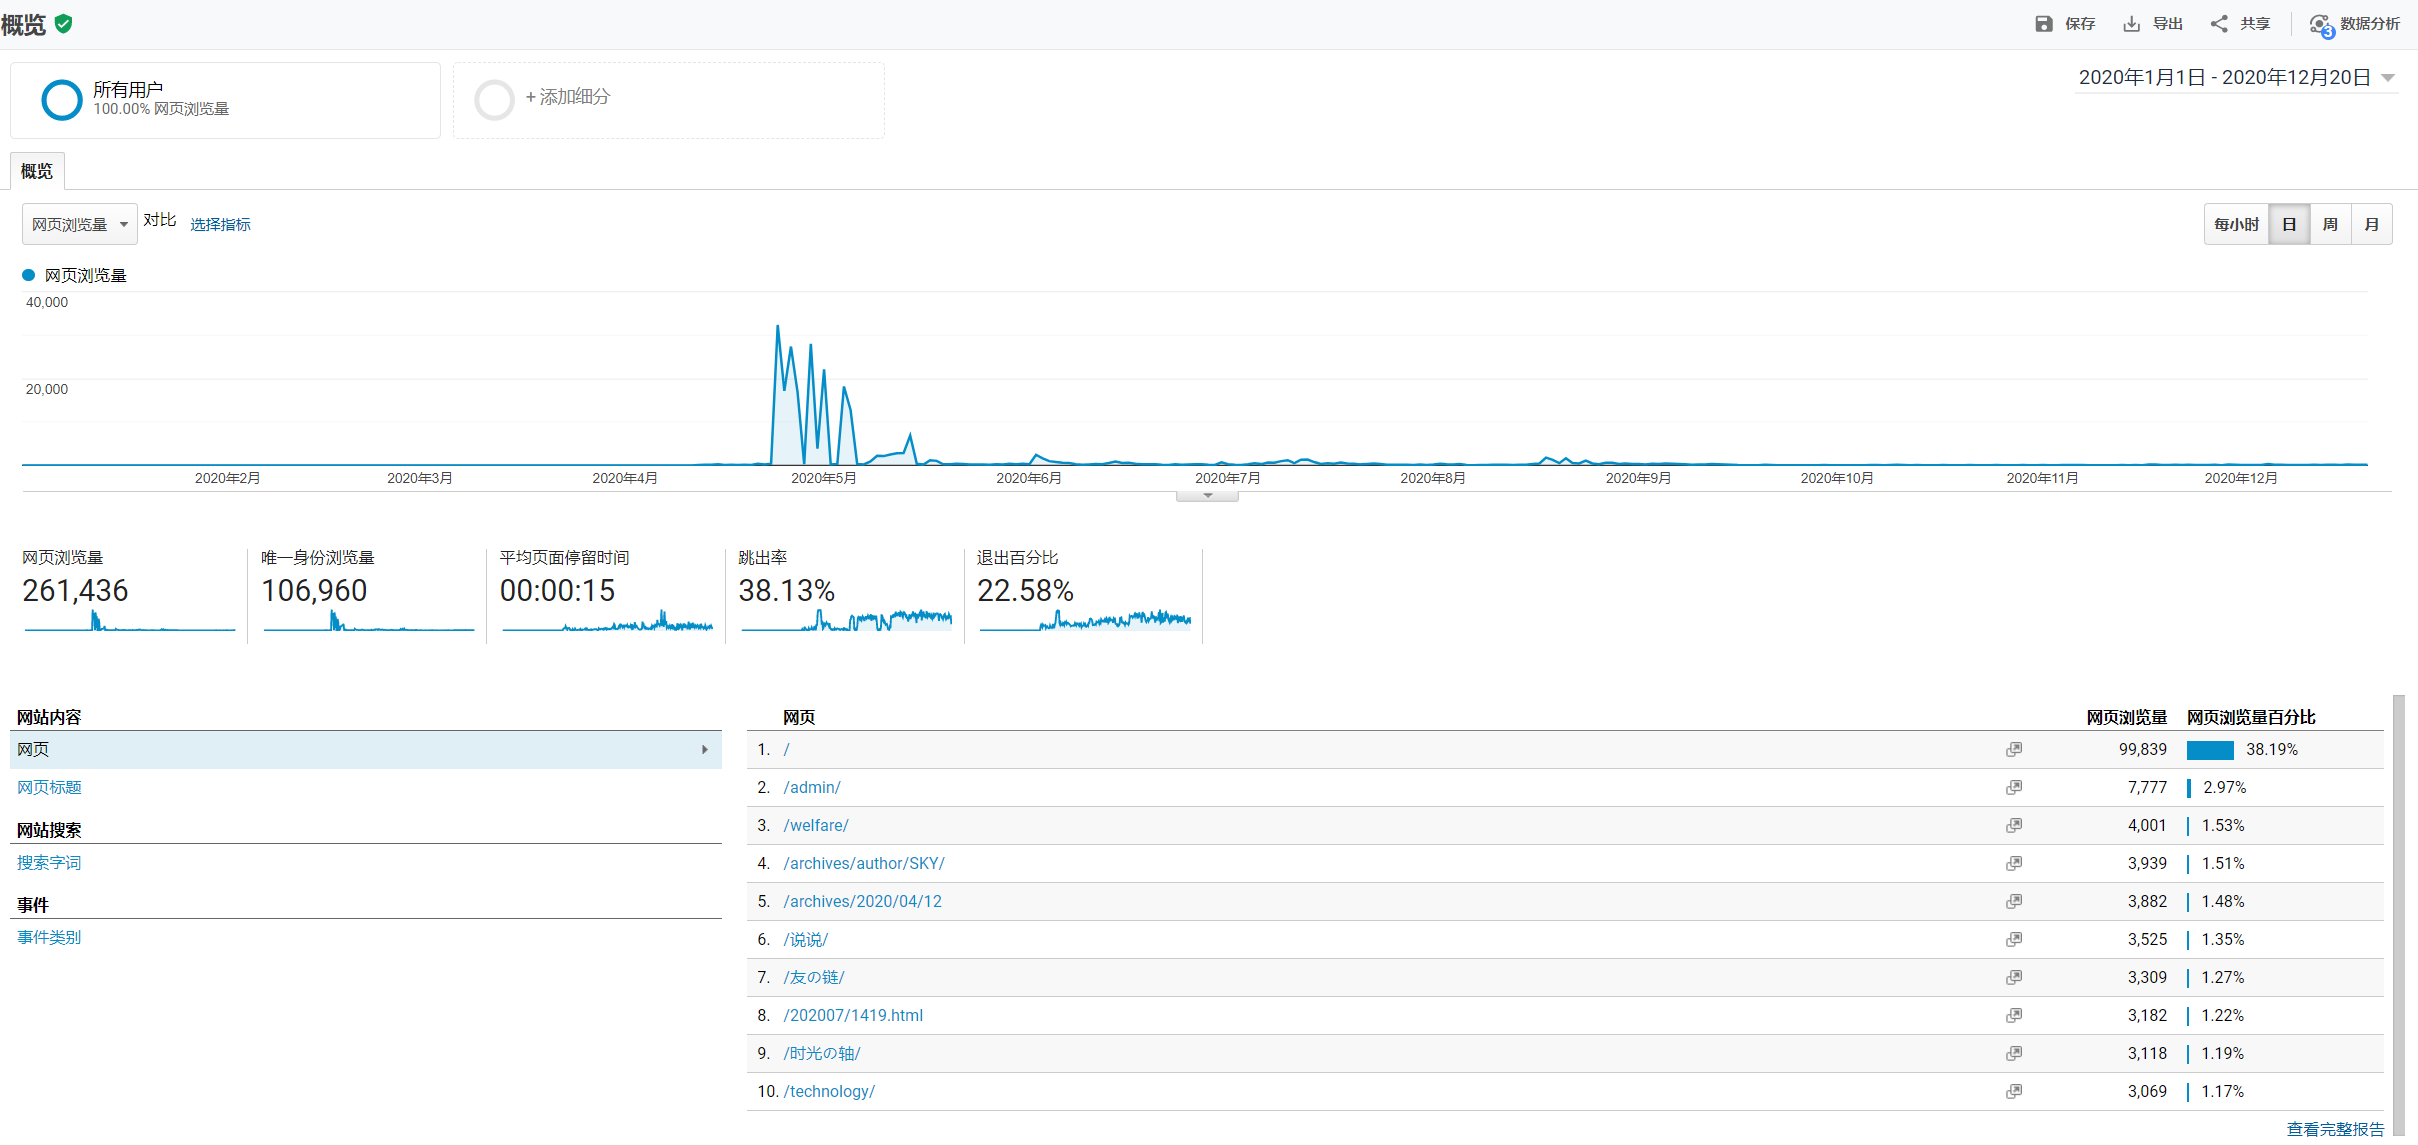 概览
保存 导出 共享 3 数据分析
所有用户
100.00% 网页浏览量
+ 添加细分
2020年1月1日 - 2020年12月20日
概览
网页浏览量 对比 选择指标
每小时 日 周 月
网页浏览量
40,000
20,000
2020年2月 2020年3月 2020年4月 2020年5月 2020年6月 2020年7月 2020年8月 2020年9月 2020年10月 2020年11月 2020年12月
网页浏览量
261,436
唯一身份浏览量
106,960
平均页面停留时间
00:00:15
跳出率
38.13%
退出百分比
22.58%
网站内容
网页
网页标题
网站搜索
搜索字词
事件
事件类别
网页 网页浏览量 网页浏览量百分比
1. / 99,839 38.19%
2. /admin/ 7,777 2.97%
3. /welfare/ 4,001 1.53%
4. /archives/author/SKY/ 3,939 1.51%
5. /archives/2020/04/12 3,882 1.48%
6. /说说/ 3,525 1.35%
7. /友の链/ 3,309 1.27%
8. /202007/1419.html 3,182 1.22%
9. /时光の轴/ 3,118 1.19%
10. /technology/ 3,069 1.17%
查看完整报告